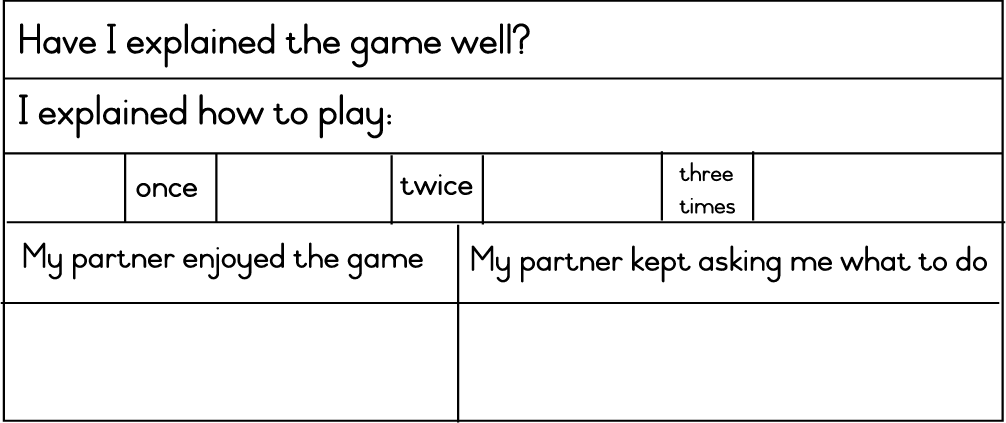 Have I explained the game well?
I explained how to play:
once
twice
three
times
My partner enjoyed the game
My partner kept asking me what to do